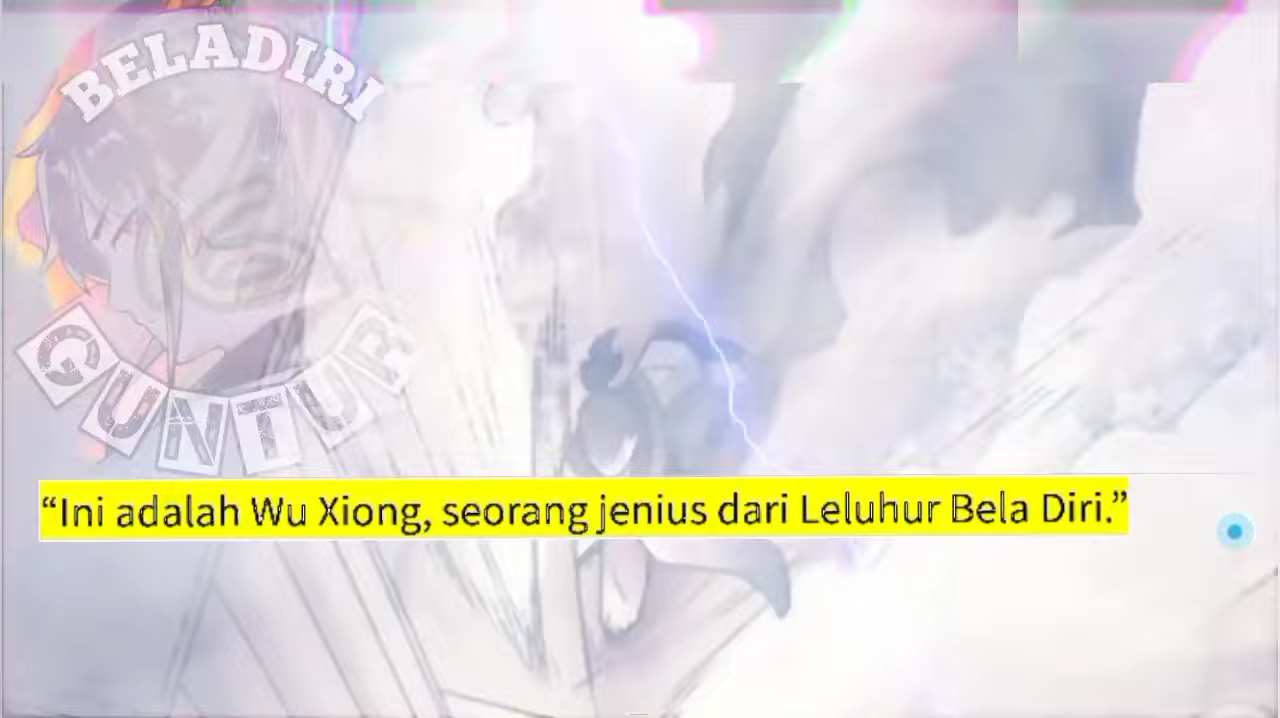 BELADIRI
GUNTUR
“Ini adalah Wu Xiong, seorang jenius dari Leluhur Bela Diri.”